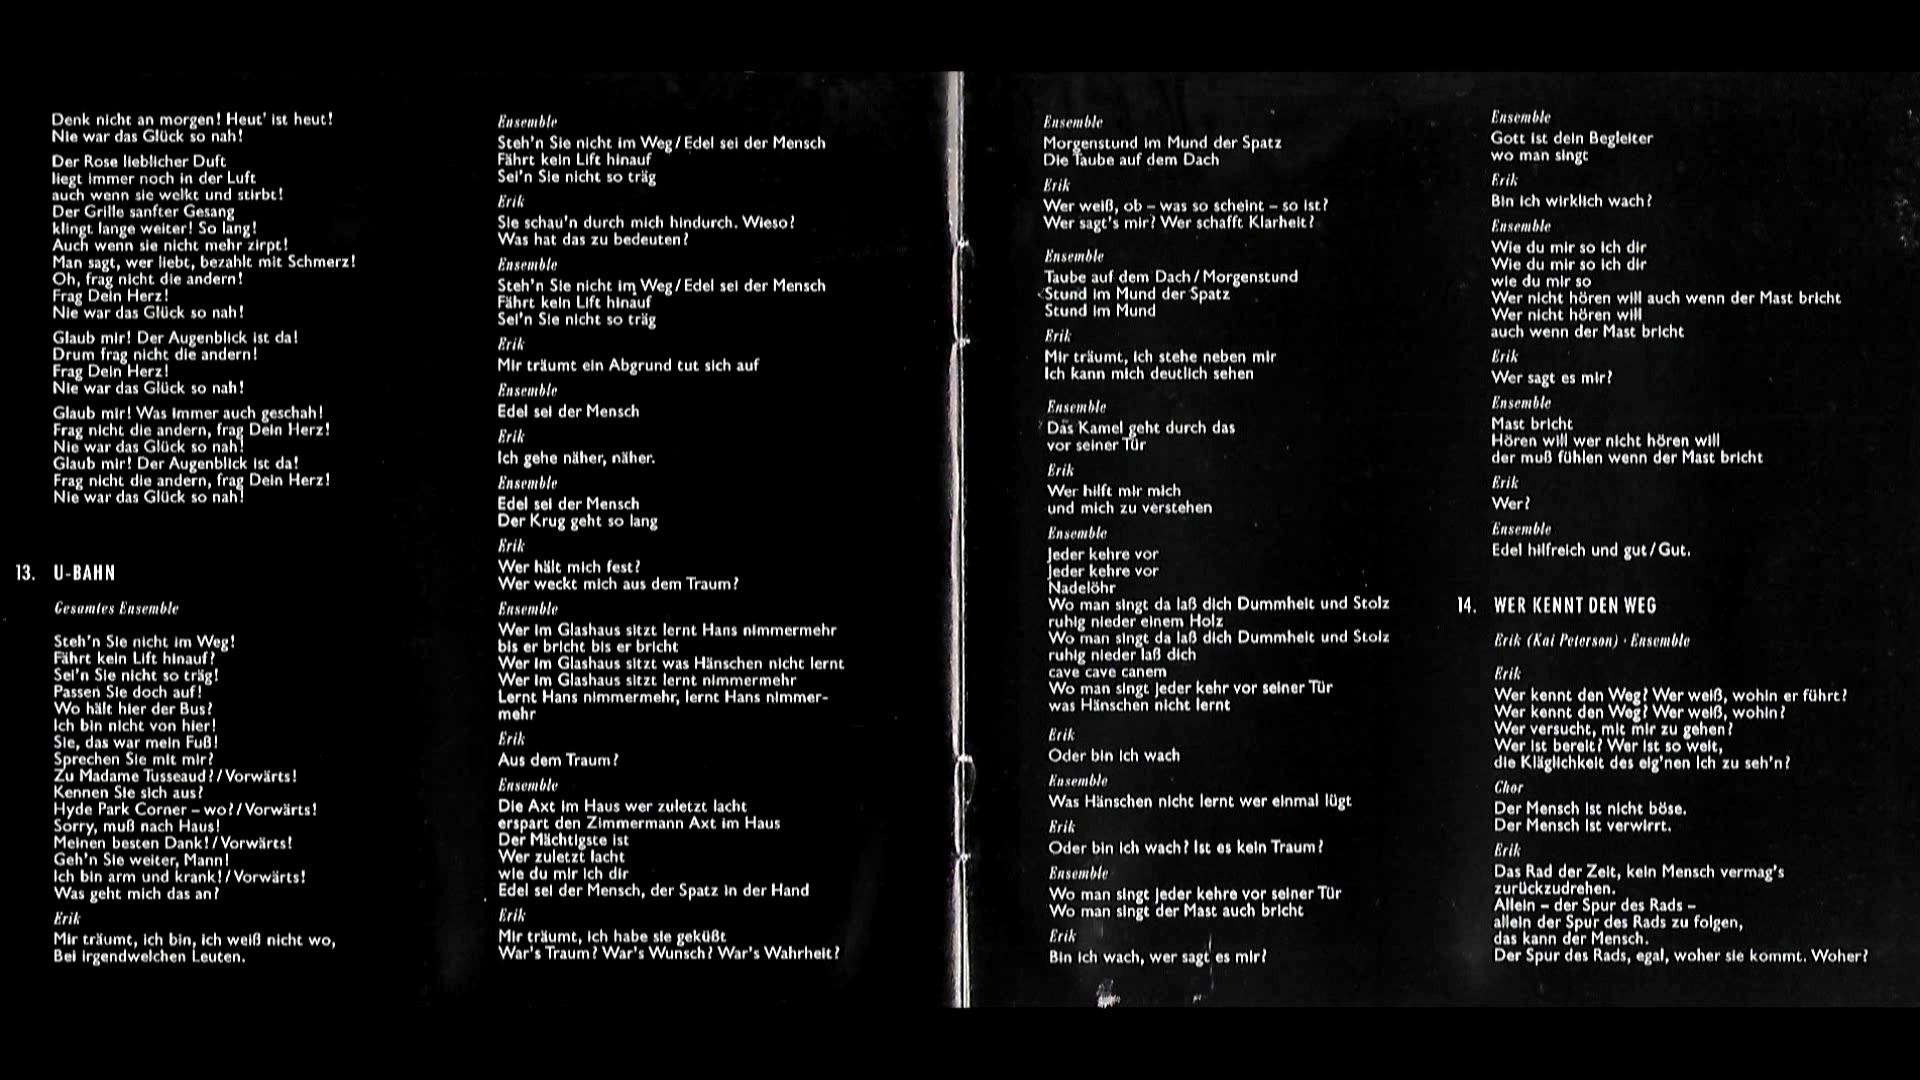 Denk nicht an morgen! Heut' ist heut!
Nie war das Glück so nah!
Der Rose lieblicher Duft
liegt immer noch in der Luft
auch wenn sie welkt und stirbt!
Der Grille sanfter Gesang
klingt lange weiter! So lang!
Auch wenn sie nicht mehr zirpt!
Man sagt, wer liebt, bezahlt mit Schmerz!
Oh, frag nicht die andern!
Frag Dein Herz!
Nie war das Glück so nah!
Glaub mir! Der Augenblick ist da!
Drum frag nicht die andern!
Frag Dein Herz!
Nie war das Glück so nah!
Glaub mir! Was immer auch geschah!
Frag nicht die andern, frag Dein Herz!
Nie war das Glück so nah!
Glaub mir! Der Augenblick ist da!
Frag nicht die andern, frag Dein Herz!
Nie war das Glück so nah!
13. U-BAHN
Gesamtes Ensemble
Steh'n Sie nicht im Weg!
Fährt kein Lift hinauf?
Sei'n Sie nicht so träg!
Passen Sie doch auf!
Wo hält hier der Bus?
Ich bin nicht von hier!
Sie, das war mein Fuß!
Sprechen Sie mit mir?
Zu Madame Tusseaud?/Vorwärts!
Kennen Sie sich aus?
Hyde Park Corner – wo?/Vorwärts!
Sorry, muß nach Haus!
Meinen besten Dank!/Vorwärts!
Geh'n Sie weiter, Mann!
Ich bin arm und krank!/Vorwärts!
Was geht mich das an?
Erik
Mir träumt, ich bin, ich weiß nicht wo,
Bei irgendwelchen Leuten.
Ensemble
Steh'n Sie nicht im Weg/Edel sei der Mensch
Fährt kein Lift hinauf
Sei'n Sie nicht so träg
Erik
Sie schau'n durch mich hindurch. Wieso?
Was hat das zu bedeuten?
Ensemble
Steh'n Sie nicht im Weg/Edel sei der Mensch
Fährt kein Lift hinauf
Sei'n Sie nicht so träg
Erik
Mir träumt ein Abgrund tut sich auf
Ensemble
Edel sei der Mensch
Erik
Ich gehe näher, näher.
Ensemble
Edel sei der Mensch
Der Krug geht so lang
Erik
Wer hält mich fest?
Wer weckt mich aus dem Traum?
Ensemble
Wer im Glashaus sitzt lernt Hans nimmermehr
bis er bricht bis er bricht
Wer im Glashaus sitzt was Hänschen nicht lernt
Wer im Glashaus sitzt lernt nimmermehr
Lernt Hans nimmermehr, lernt Hans nimmer-
mehr
Erik
Aus dem Traum?
Ensemble
Die Axt im Haus wer zuletzt lacht
erspart den Zimmermann Axt im Haus
Der Mächtigste ist
Wer zuletzt lacht
wie du mir ich dir
Edel sei der Mensch, der Spatz in der Hand
Erik
Mir träumt, ich habe sie geküßt
War's Traum? War's Wunsch? War's Wahrheit?
Ensemble
Morgenstund im Mund der Spatz
Die Taube auf dem Dach
Erik
Wer weiß, ob – was so scheint – so ist?
Wer sagt's mir? Wer schafft Klarheit?
Ensemble
Taube auf dem Dach/Morgenstund
Stund im Mund der Spatz
Stund im Mund
Erik
Mir träumt, ich stehe neben mir
Ich kann mich deutlich sehen
Ensemble
Das Kamel geht durch das
vor seiner Tür
Erik
Wer hilft mir mich
und mich zu verstehen
Ensemble
Jeder kehre vor
Jeder kehre vor
Nadelöhr
Wo man singt da laß dich Dummheit und Stolz
ruhig nieder einem Holz
Wo man singt da laß dich Dummheit und Stolz
ruhig nieder laß dich
cave cave canem
Wo man singt jeder kehr vor seiner Tür
was Hänschen nicht lernt
Erik
Oder bin ich wach
Ensemble
Was Hänschen nicht lernt wer einmal lügt
Erik
Oder bin ich wach? Ist es kein Traum?
Ensemble
Wo man singt jeder kehre vor seiner Tür
Wo man singt der Mast auch bricht
Erik
Bin ich wach, wer sagt es mir?
Ensemble
Gott ist dein Begleiter
wo man singt
Erik
Bin ich wirklich wach?
Ensemble
Wie du mir so ich dir
Wie du mir so ich dir
wie du mir so
Wer nicht hören will auch wenn der Mast bricht
Wer nicht hören will
auch wenn der Mast bricht
Erik
Wer sagt es mir?
Ensemble
Mast bricht
Hören will wer nicht hören will
der muß fühlen wenn der Mast bricht
Erik
Wer?
Ensemble
Edel hilfreich und gut/Gut.
14. WER KENNT DEN WEG
Erik (Kai Peterson) · Ensemble
Erik
Wer kennt den Weg? Wer weiß, wohin er führt?
Wer kennt den Weg? Wer weiß, wohin?
Wer versucht, mit mir zu gehen?
Wer ist bereit? Wer ist so weit,
die Kläglichkeit des eig'nen Ich zu seh'n?
Chor
Der Mensch ist nicht böse.
Der Mensch ist verwirrt.
Erik
Das Rad der Zeit, kein Mensch vermag's
zurückzudrehen.
Allein – der Spur des Rads –
allein der Spur des Rads zu folgen,
das kann der Mensch.
Der Spur des Rads, egal, woher sie kommt. Woher?